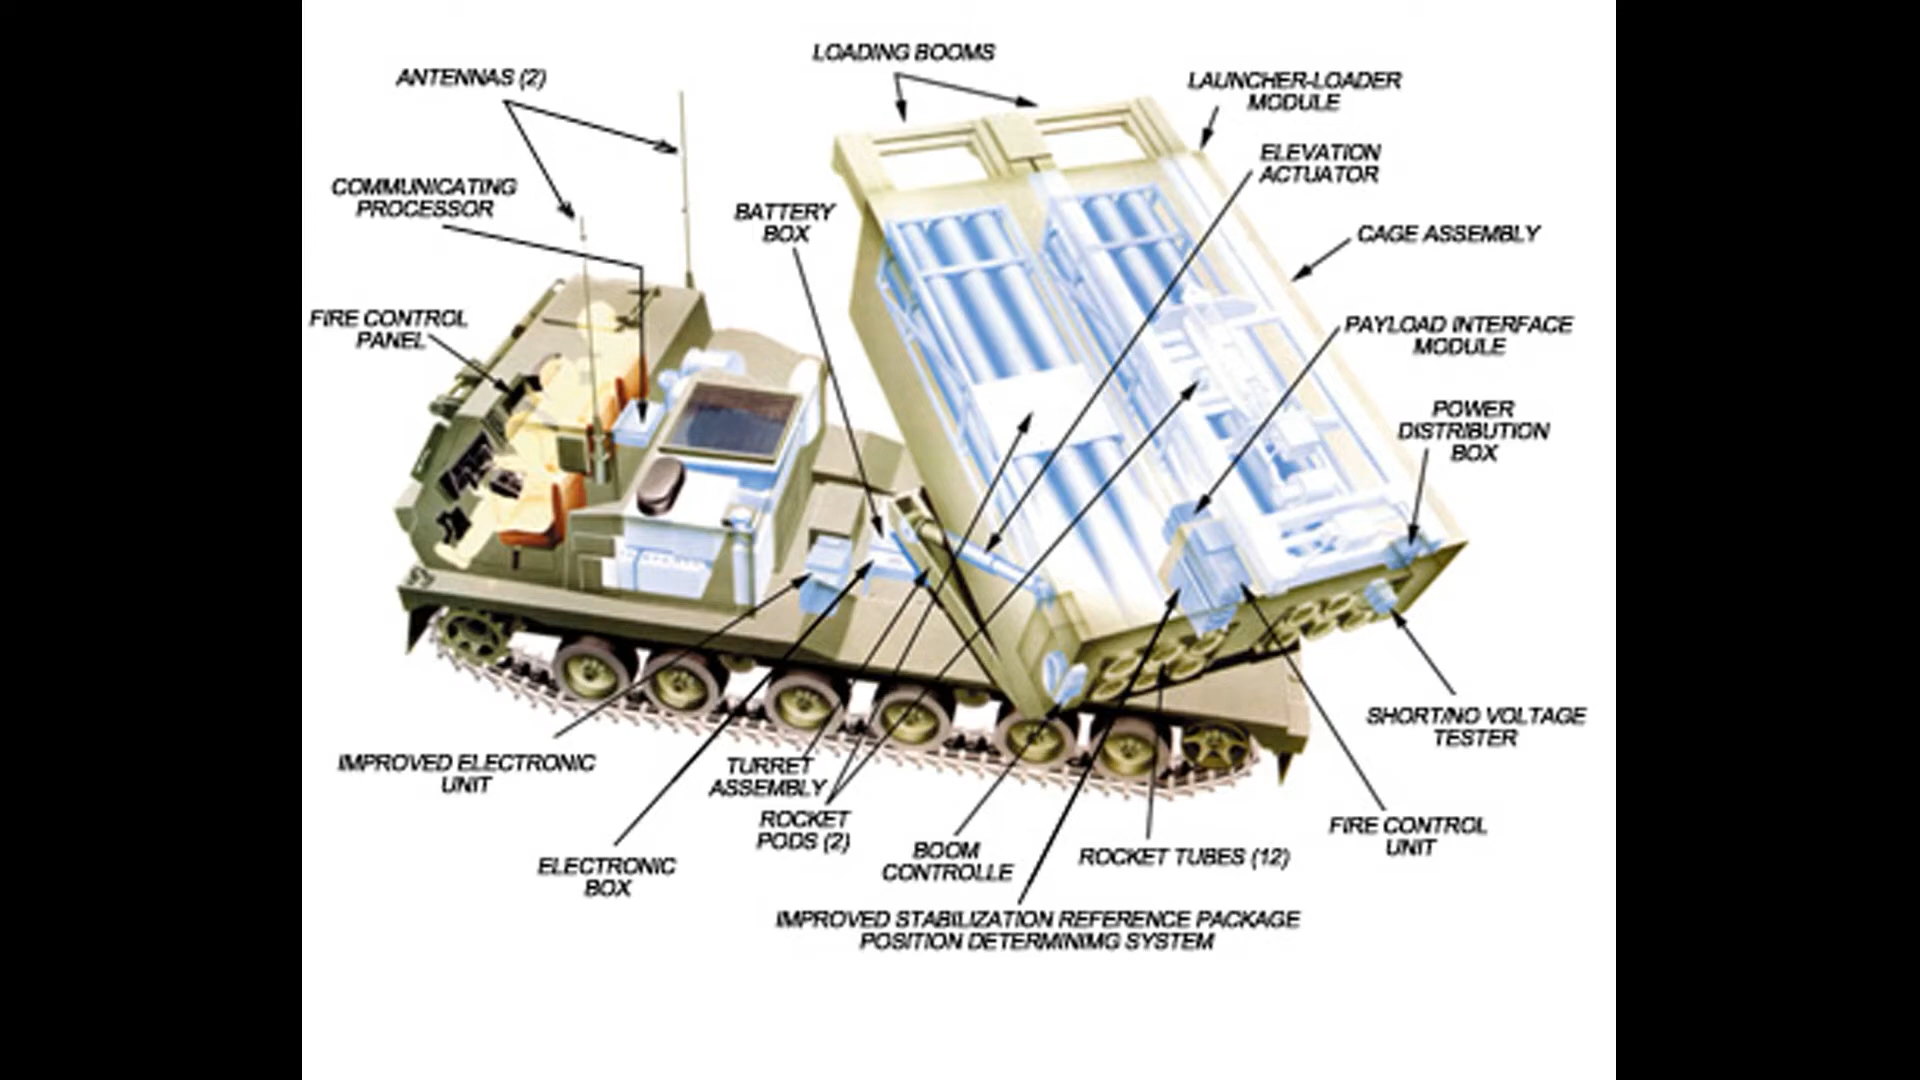 LOADING BOOMS
ANTENNAS (2)
LAUNCHER-LOADER
MODULE
ELEVATION
ACTUATOR
COMMUNICATING
PROCESSOR
BATTERY
BOX
CAGE ASSEMBLY
FIRE CONTROL
PANEL
PAYLOAD INTERFACE
MODULE
POWER
DISTRIBUTION
BOX
SHORT/NO VOLTAGE
TESTER
IMPROVED ELECTRONIC
UNIT
TURRET
ASSEMBLY
ROCKET
PODS (2)
FIRE CONTROL
UNIT
ELECTRONIC
BOX
BOOM
CONTROLLE
ROCKET TUBES (12)
IMPROVED STABILIZATION REFERENCE PACKAGE
POSITION DETERMINIMG SYSTEM